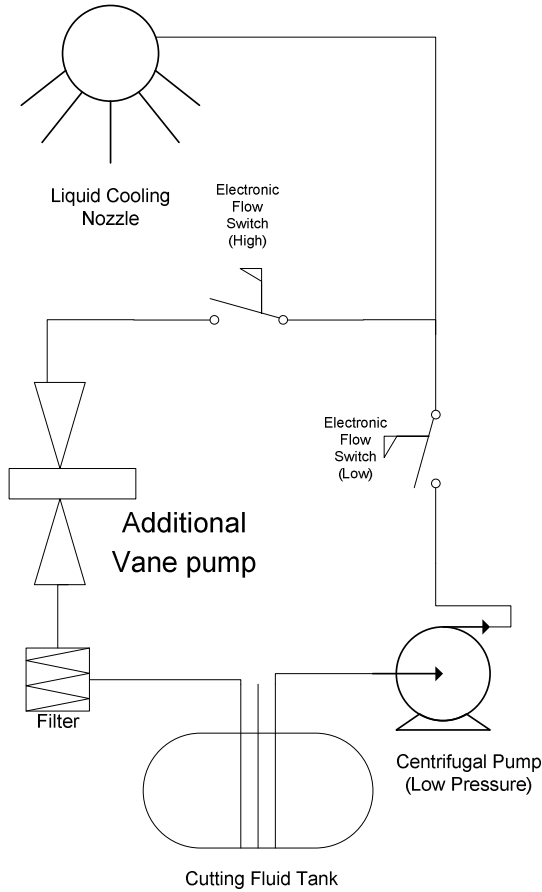 Liquid Cooling
Nozzle
Electronic
Flow
Switch
(High)
Electronic
Flow
Switch
(Low)
Additional
Vane pump
Filter
Centrifugal Pump
(Low Pressure)
Cutting Fluid Tank